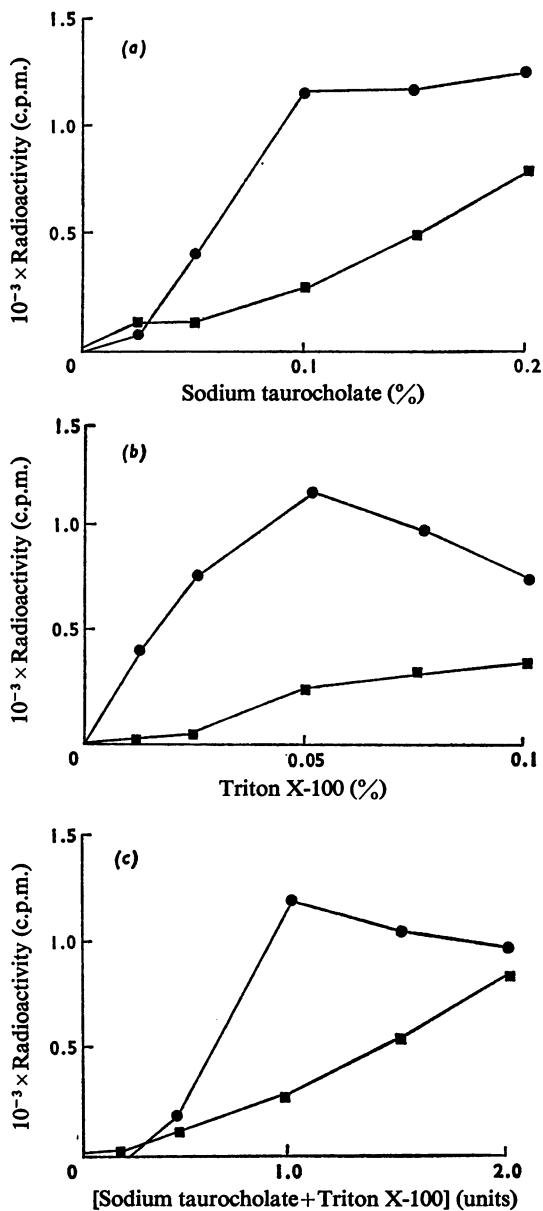 1.5
(a)
1.0
0.5
10⁻³ × Radioactivity (c.p.m.)
0
0.1
0.2
Sodium taurocholate (%)
1.5
(b)
1.0
0.5
10⁻³ × Radioactivity (c.p.m.)
0
0.05
0.1
Triton X-100 (%)
1.5
(c)
1.0
0.5
10⁻³ × Radioactivity (c.p.m.)
0
1.0
2.0
[Sodium taurocholate+Triton X-100] (units)